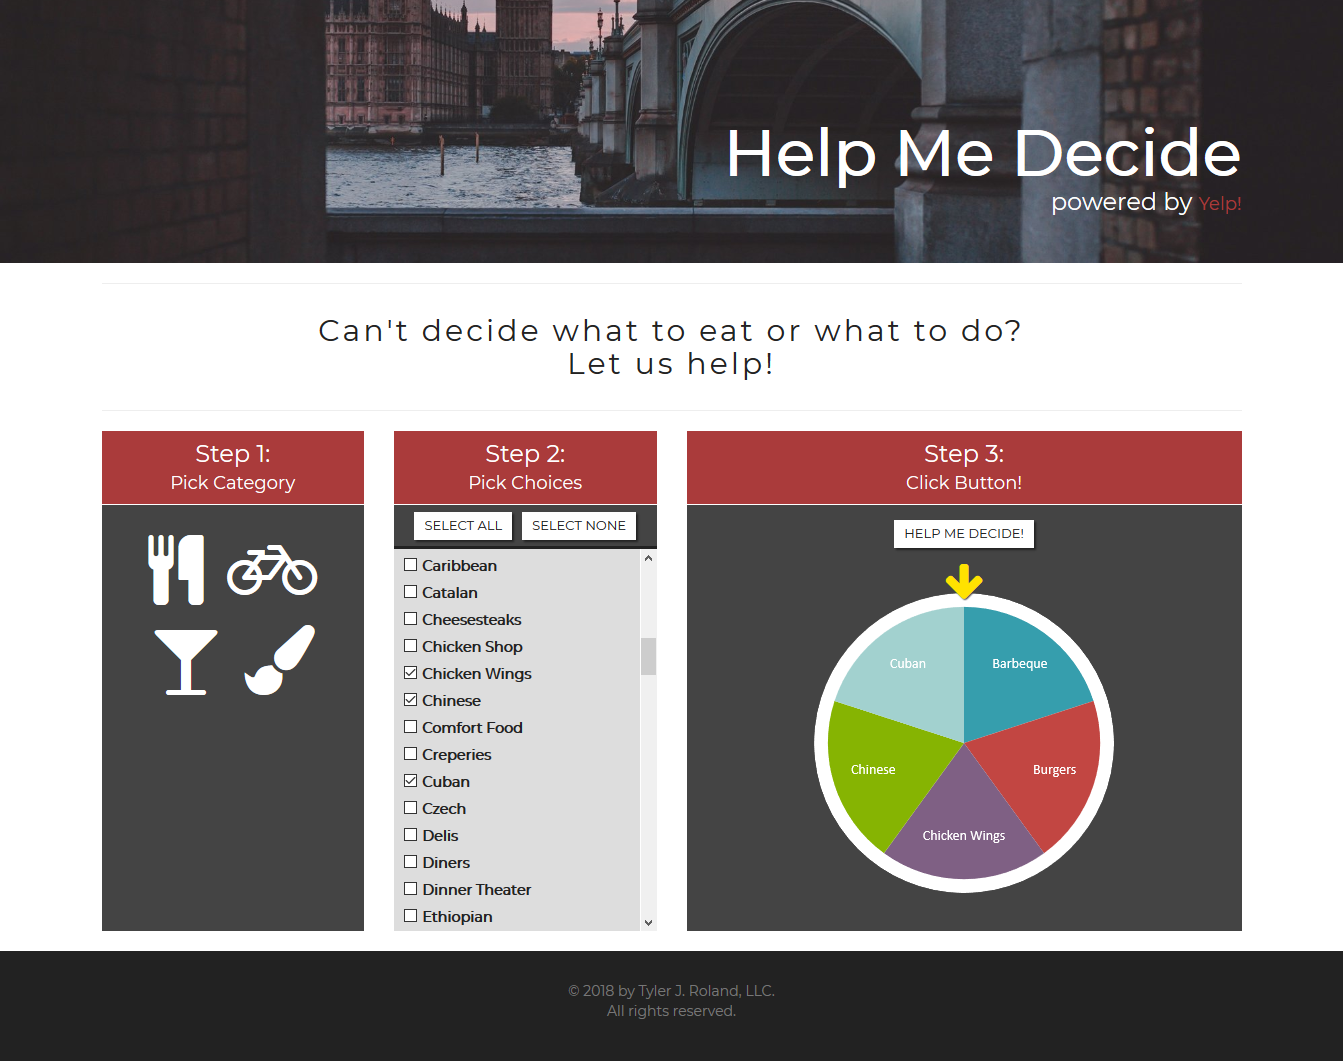 Help Me Decide
powered by Yelp!
Can't decide what to eat or what to do?
Let us help!
Step 1:
Pick Category
Step 2:
Pick Choices
SELECT ALL SELECT NONE
Caribbean
Catalan
Cheesesteaks
Chicken Shop
Chicken Wings
Chinese
Comfort Food
Creperies
Cuban
Czech
Delis
Diners
Dinner Theater
Ethiopian
Step 3:
Click Button!
HELP ME DECIDE!
Cuban
Barbeque
Chinese
Burgers
Chicken Wings
© 2018 by Tyler J. Roland, LLC.
All rights reserved.